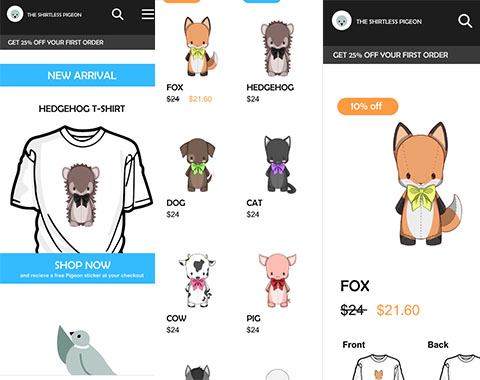 THE SHIRTLESS PIGEON
GET 25% OFF YOUR FIRST ORDER
NEW ARRIVAL
HEDGEHOG T-SHIRT
SHOP NOW
and recieve a free Pigeon sticker at your checkout
FOX
$24 $21.60
HEDGEHOG
$24
DOG
$24
CAT
$24
COW
$24
PIG
$24
THE SHIRTLESS PIGEON
GET 25% OFF YOUR FIRST ORDER
10% off
FOX
$24 $21.60
Front
Back